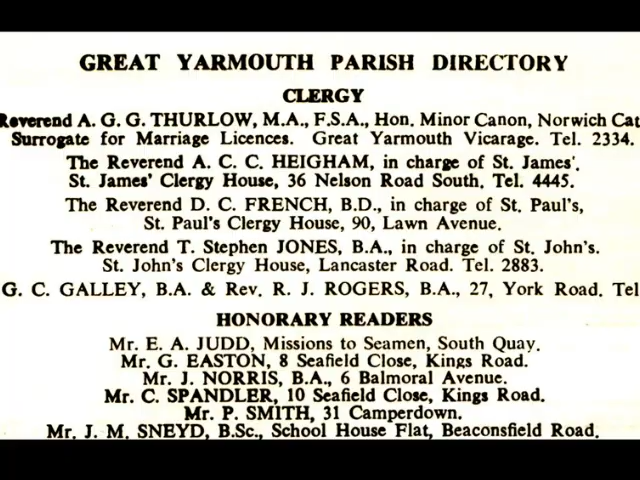 GREAT YARMOUTH PARISH DIRECTORY
CLERGY
Reverend A. G. G. THURLOW, M.A., F.S.A., Hon. Minor Canon, Norwich Cat
Surrogate for Marriage Licences. Great Yarmouth Vicarage. Tel. 2334.
The Reverend A. C. C. HEIGHAM, in charge of St. James'.
St. James' Clergy House, 36 Nelson Road South. Tel. 4445.
The Reverend D. C. FRENCH, B.D., in charge of St. Paul's,
St. Paul's Clergy House, 90, Lawn Avenue.
The Reverend T. Stephen JONES, B.A., in charge of St. John's.
St. John's Clergy House, Lancaster Road. Tel. 2883.
G. C. GALLEY, B.A. & Rev. R. J. ROGERS, B.A., 27, York Road. Tel
HONORARY READERS
Mr. E. A. JUDD, Missions to Seamen, South Quay.
Mr. G. EASTON, 8 Seafield Close, Kings Road.
Mr. J. NORRIS, B.A., 6 Balmoral Avenue.
Mr. C. SPANDLER, 10 Seafield Close, Kings Road.
Mr. P. SMITH, 31 Camperdown.
Mr. J. M. SNEYD, B.Sc., School House Flat, Beaconsfield Road.